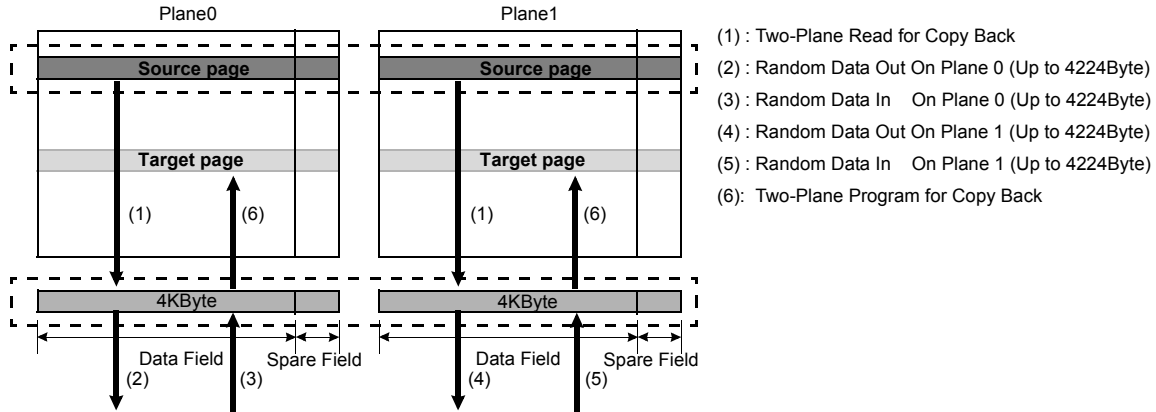 Plane0
Source page
Target page
(1)
(6)
4KByte
Data Field
Spare Field
(2)
(3)
Plane1
Source page
Target page
(1)
(6)
4KByte
Data Field
Spare Field
(4)
(5)
(1) : Two-Plane Read for Copy Back
(2) : Random Data Out On Plane 0 (Up to 4224Byte)
(3) : Random Data In On Plane 0 (Up to 4224Byte)
(4) : Random Data Out On Plane 1 (Up to 4224Byte)
(5) : Random Data In On Plane 1 (Up to 4224Byte)
(6): Two-Plane Program for Copy Back